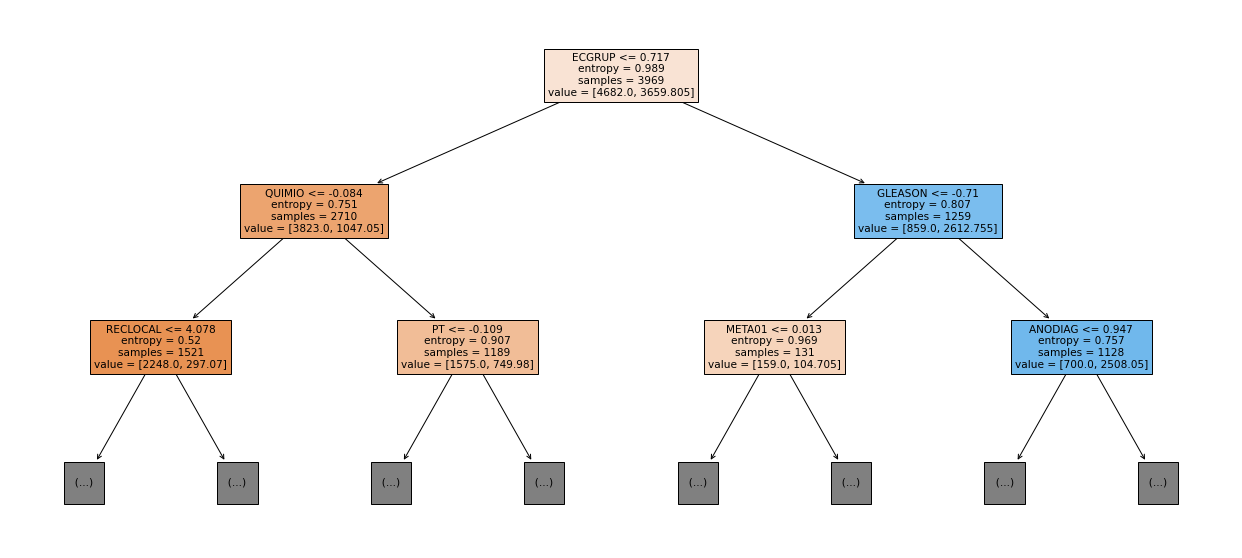 ECGRUP <= 0.717
entropy = 0.989
samples = 3969
value = [4682.0, 3659.805]
QUIMIO <= -0.084
entropy = 0.751
samples = 2710
value = [3823.0, 1047.05]
GLEASON <= -0.71
entropy = 0.807
samples = 1259
value = [859.0, 2612.755]
RECLOCAL <= 4.078
entropy = 0.52
samples = 1521
value = [2248.0, 297.07]
PT <= -0.109
entropy = 0.907
samples = 1189
value = [1575.0, 749.98]
META01 <= 0.013
entropy = 0.969
samples = 131
value = [159.0, 104.705]
ANODIAG <= 0.947
entropy = 0.757
samples = 1128
value = [700.0, 2508.05]
(...)
(...)
(...)
(...)
(...)
(...)
(...)
(...)